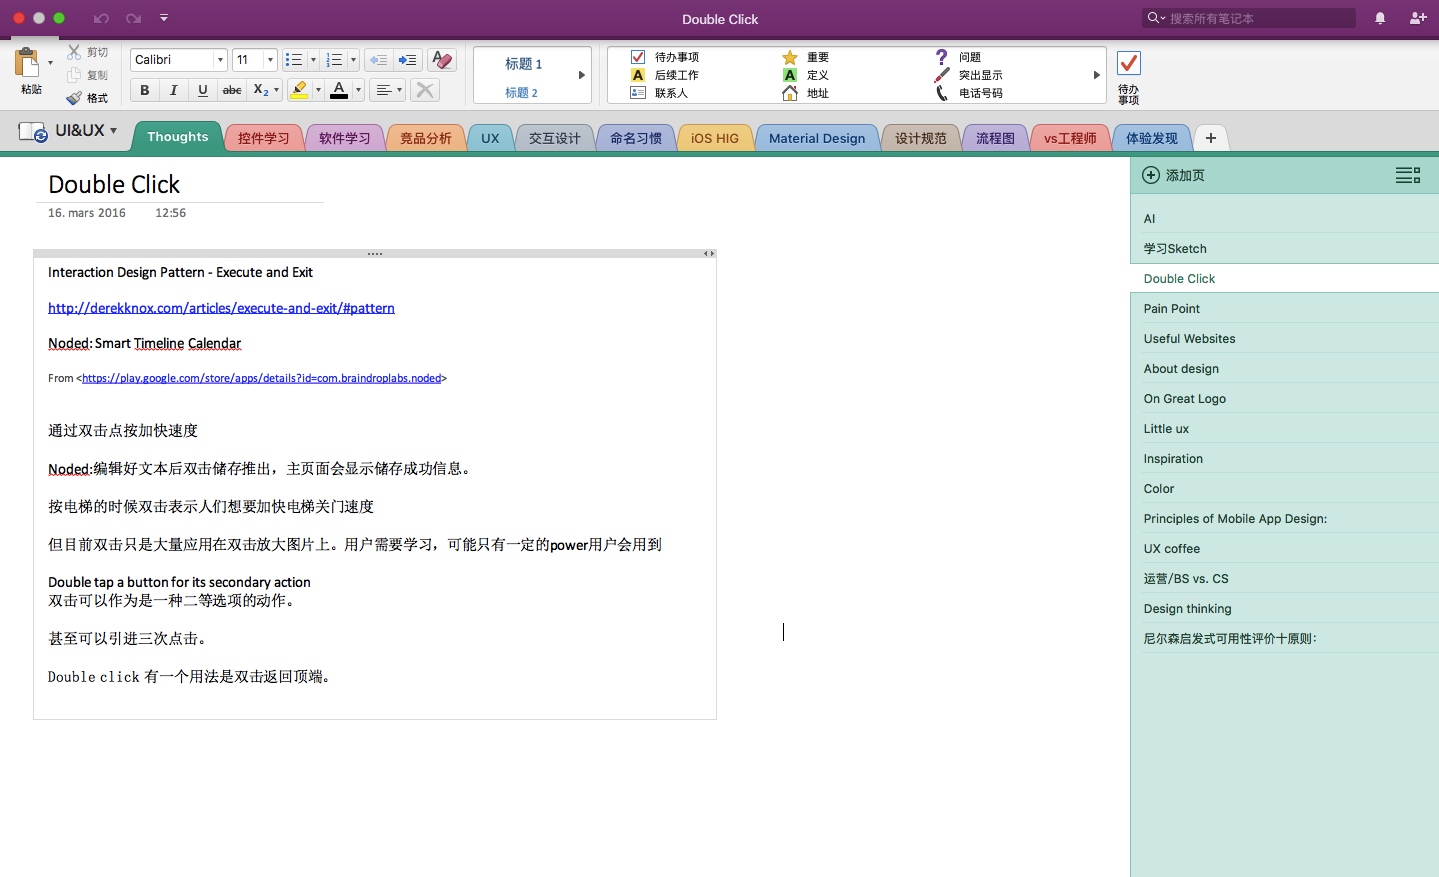 Double Click
搜索所有笔记本
粘贴
剪切
复制
格式
Calibri
11
B I U abc X2 A
标题 1
标题 2
待办事项
重要
问题
A 后续工作
A 定义
突出显示
联系人
地址
电话号码
待办
事项
UI&UX
Thoughts
控件学习
软件学习
竞品分析
UX
交互设计
命名习惯
iOS HIG
Material Design
设计规范
流程图
vs工程师
体验发现
+
Double Click
16. mars 2016 12:56
Interaction Design Pattern - Execute and Exit
http://derekknox.com/articles/execute-and-exit/#pattern
Noded: Smart Timeline Calendar
From <https://play.google.com/store/apps/details?id=com.braindroplabs.noded>
通过双击点按加快速度
Noded:编辑好文本后双击储存推出，主页面会显示储存成功信息。
按电梯的时候双击表示人们想要加快电梯关门速度
但目前双击只是大量应用在双击放大图片上。用户需要学习，可能只有一定的power用户会用到
Double tap a button for its secondary action
双击可以作为是一种二等选项的动作。
甚至可以引进三次点击。
Double click 有一个用法是双击返回顶端。
添加页
AI
学习Sketch
Double Click
Pain Point
Useful Websites
About design
On Great Logo
Little ux
Inspiration
Color
Principles of Mobile App Design:
UX coffee
运营/BS vs. CS
Design thinking
尼尔森启发式可用性评价十原则：